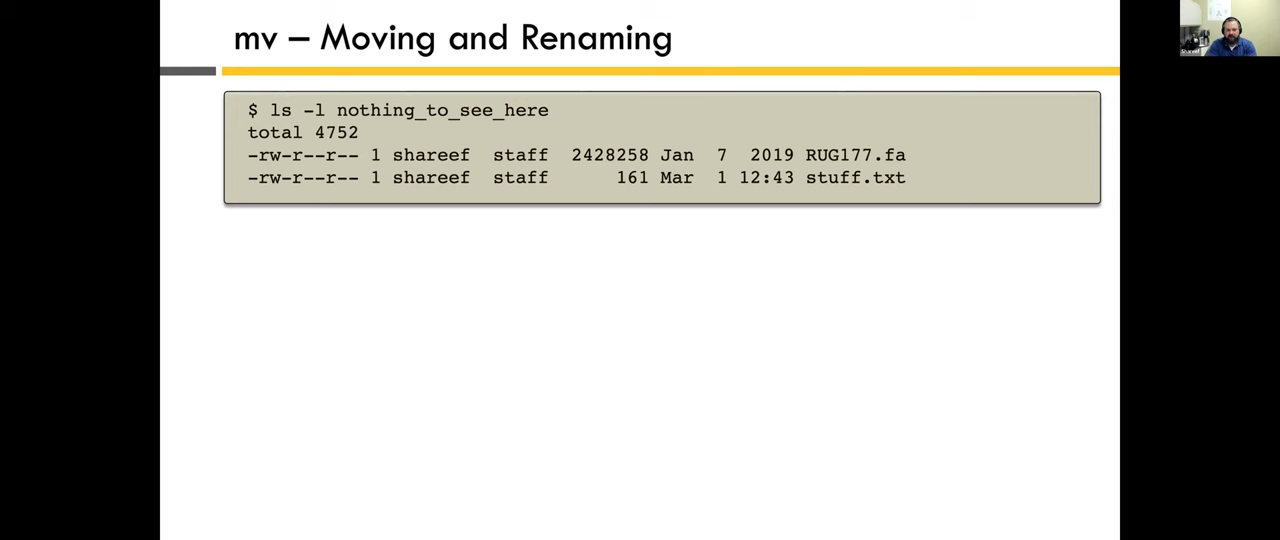 mv – Moving and Renaming
$ ls -l nothing_to_see_here
total 4752
-rw-r--r-- 1 shareef  staff  2428258 Jan  7  2019 RUG177.fa
-rw-r--r-- 1 shareef  staff      161 Mar  1 12:43 stuff.txt
Shareef